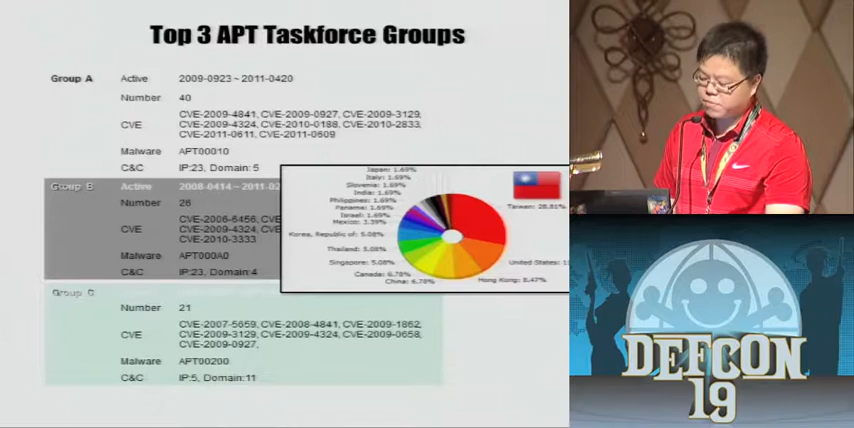 Top 3 APT Taskforce Groups
Group A Active 2009-0923 ~ 2011-0420
Number 40
CVE CVE-2009-4841, CVE-2009-0927, CVE-2009-3129,
CVE-2009-4324, CVE-2010-0188, CVE-2010-2833,
CVE-2011-0611, CVE-2011-0609
Malware APT00010
C&C IP:23, Domain:5
Group B Active 2008-0414 ~ 2011-02
Number 26
CVE CVE-2006-6456, CVE
CVE-2009-4324, CVE
CVE-2010-3333
Malware APT000A0
C&C IP:23, Domain:4
Group C
Number 21
CVE CVE-2007-5659, CVE-2008-4841, CVE-2009-1862,
CVE-2009-3129, CVE-2009-4324, CVE-2009-0658,
CVE-2009-0927,
Malware APT00200
C&C IP:5, Domain:11
Japan: 1.69%
Italy: 1.69%
Slovenia: 1.69%
India: 1.69%
Philippines: 1.69%
Panama: 1.69%
Israel: 1.69%
Mexico: 3.39%
Korea, Republic of: 5.08%
Thailand: 5.08%
Singapore: 5.08%
Canada: 6.78%
China: 6.78%
Hong Kong: 8.47%
United States:
Taiwan: 28.81%
DEFCON
19